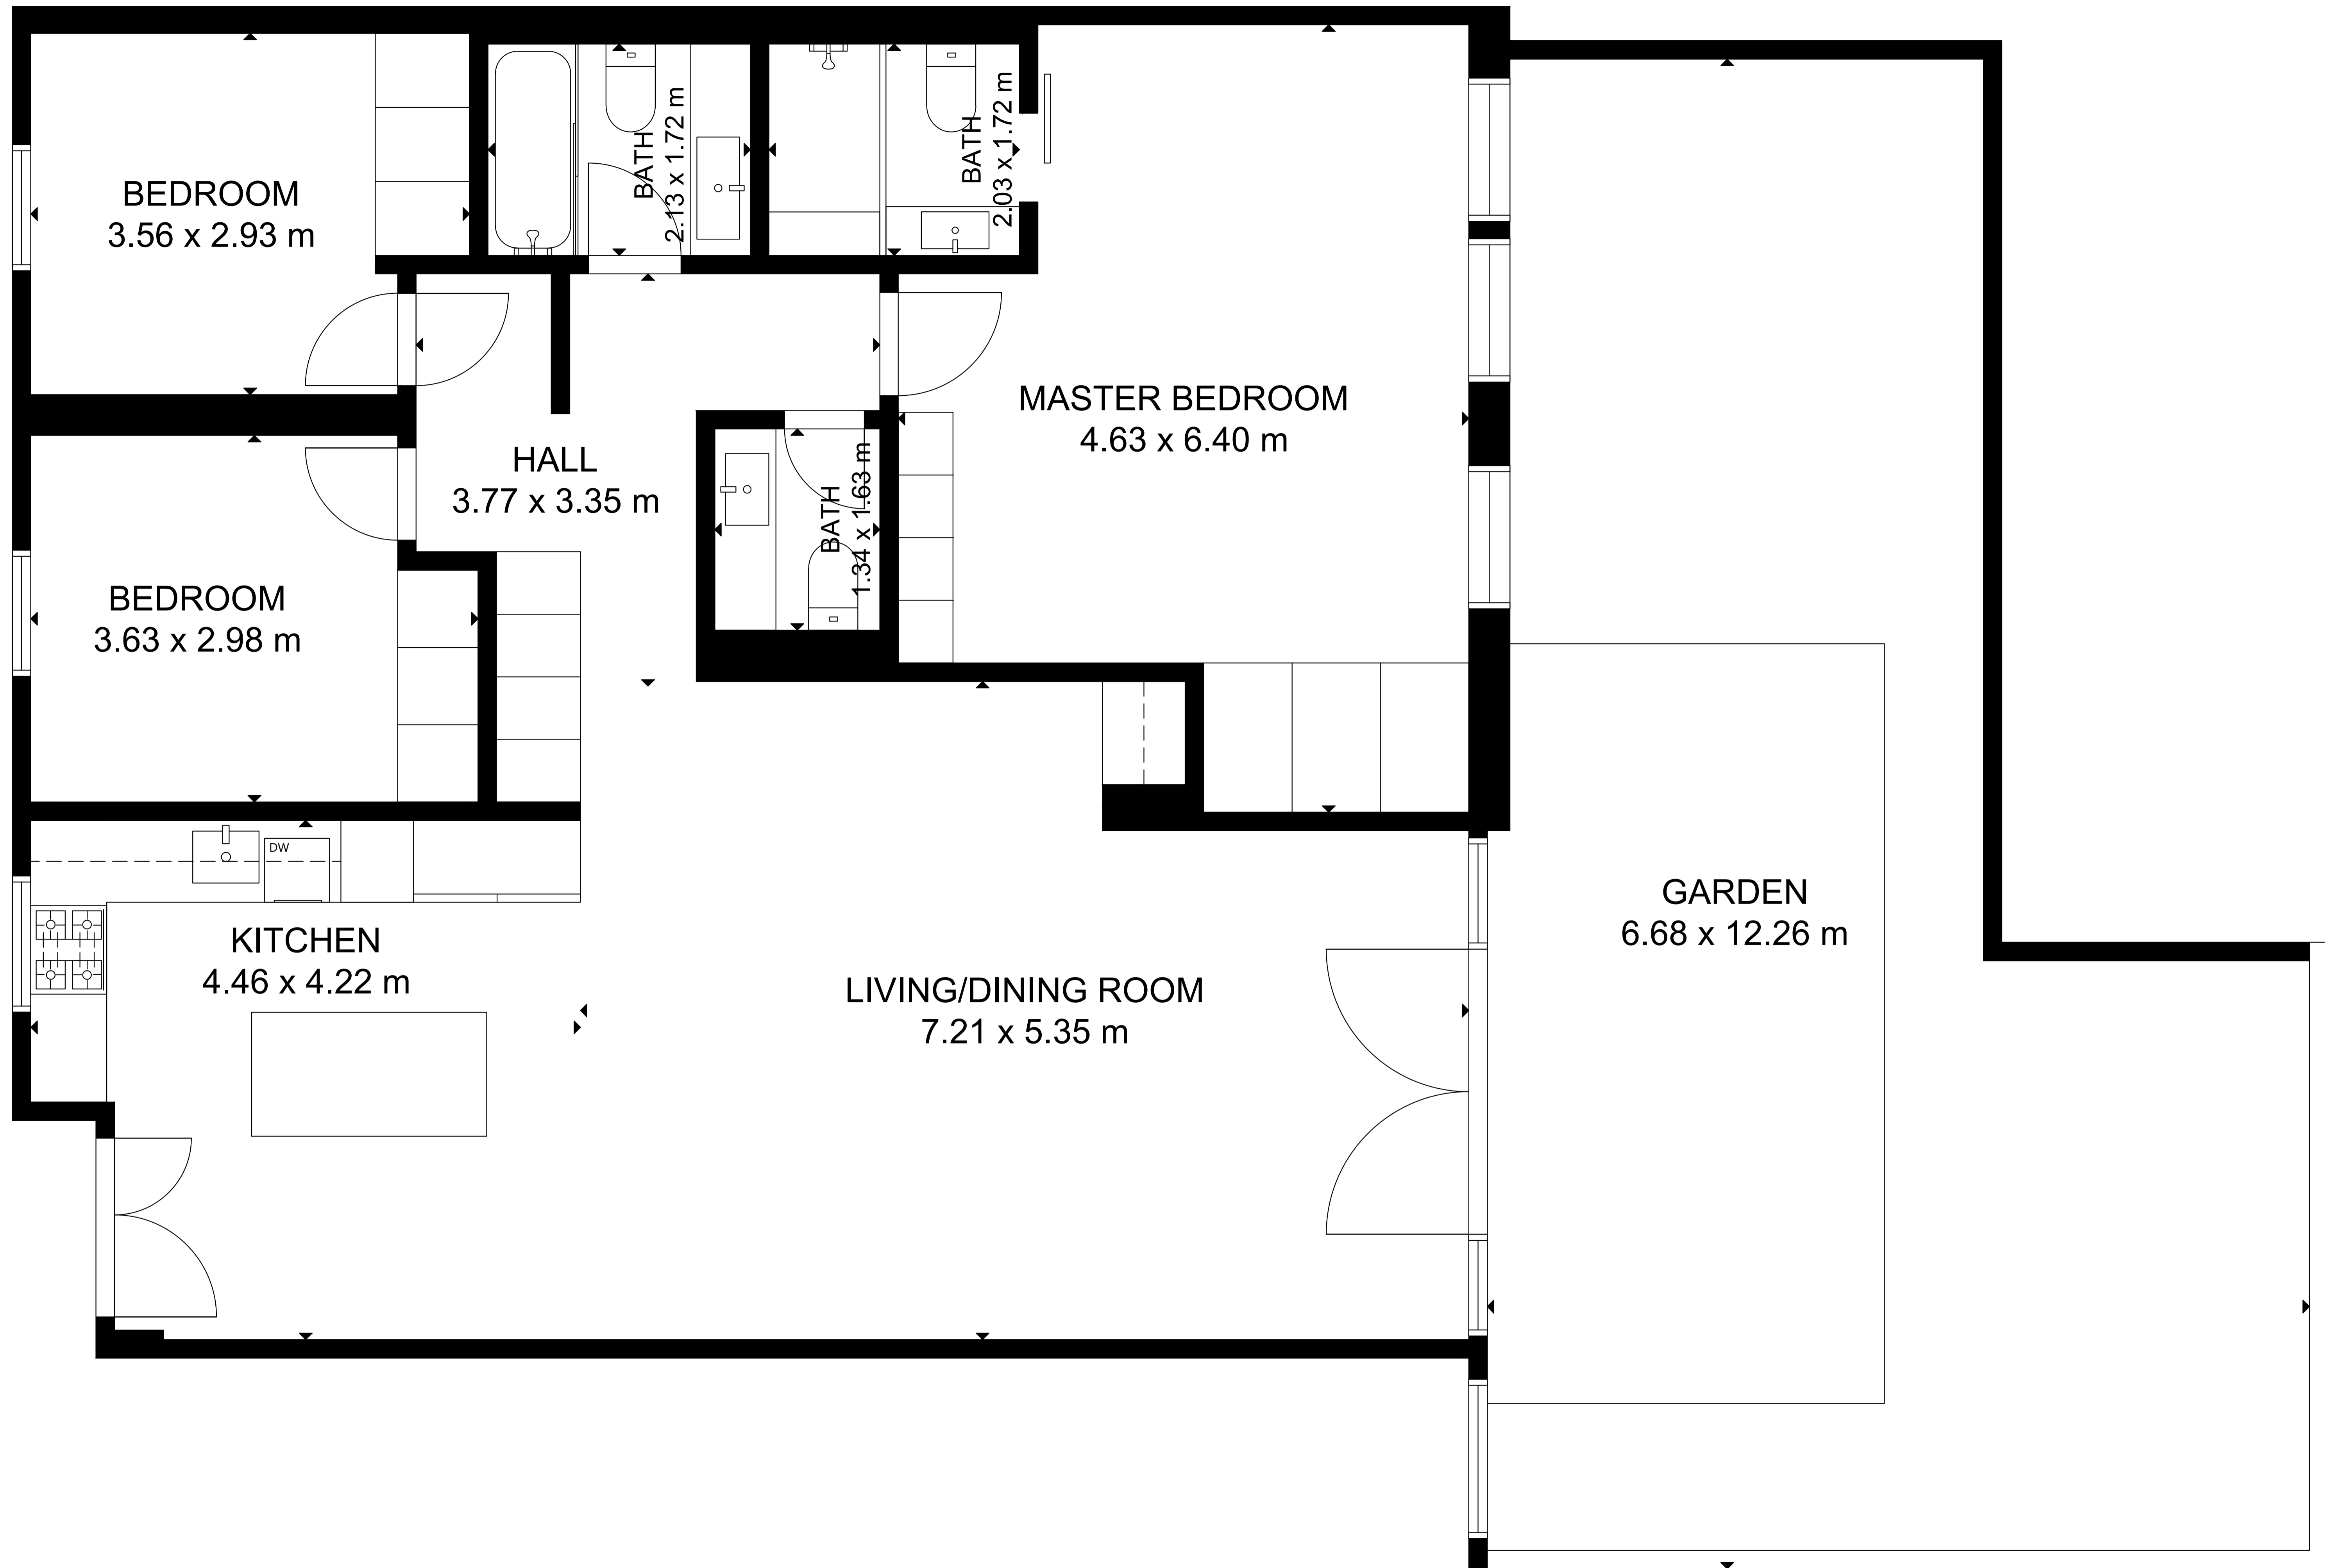 BEDROOM
3.56 x 2.93 m
BATH
2.13 x 1.72 m
BATH
2.03 x 1.72 m
MASTER BEDROOM
4.63 x 6.40 m
HALL
3.77 x 3.35 m
BATH
1.34 x 1.63 m
BEDROOM
3.63 x 2.98 m
DW
KITCHEN
4.46 x 4.22 m
LIVING/DINING ROOM
7.21 x 5.35 m
GARDEN
6.68 x 12.26 m